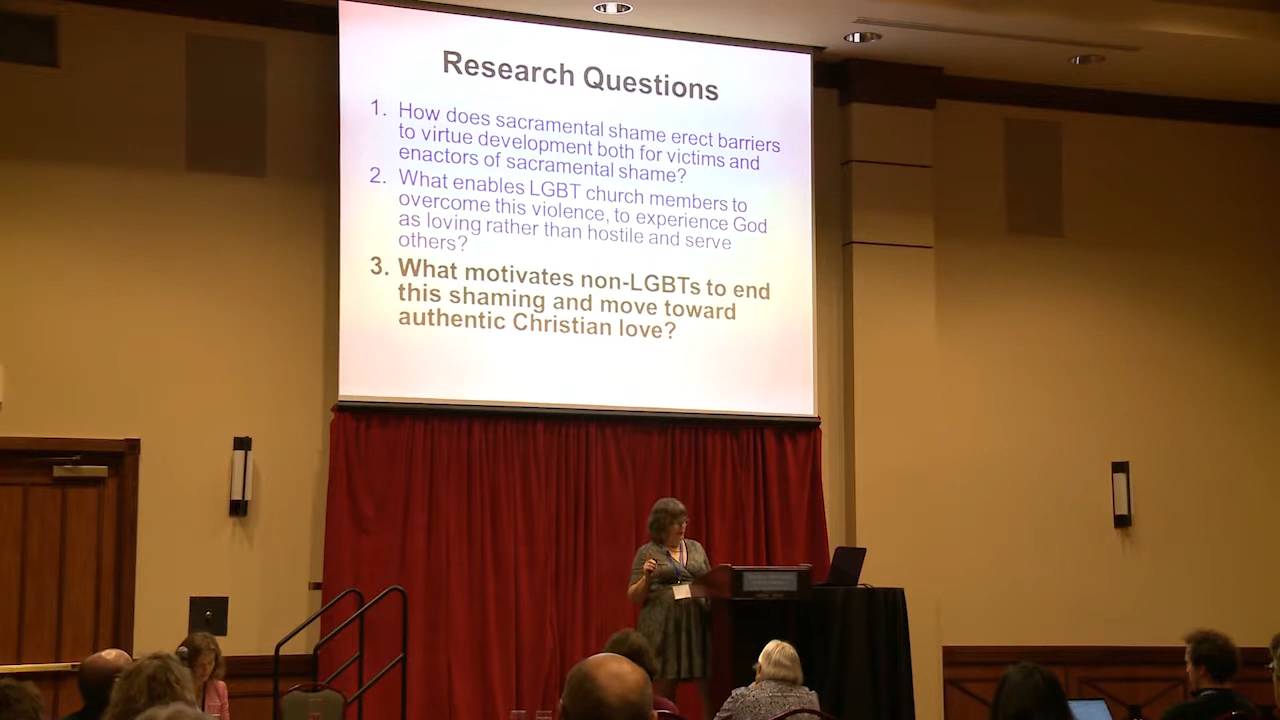 Research Questions
1. How does sacramental shame erect barriers
to virtue development both for victims and
enactors of sacramental shame?
2. What enables LGBT church members to
overcome this violence, to experience God
as loving rather than hostile and serve
others?
3. What motivates non-LGBTs to end
this shaming and move toward
authentic Christian love?